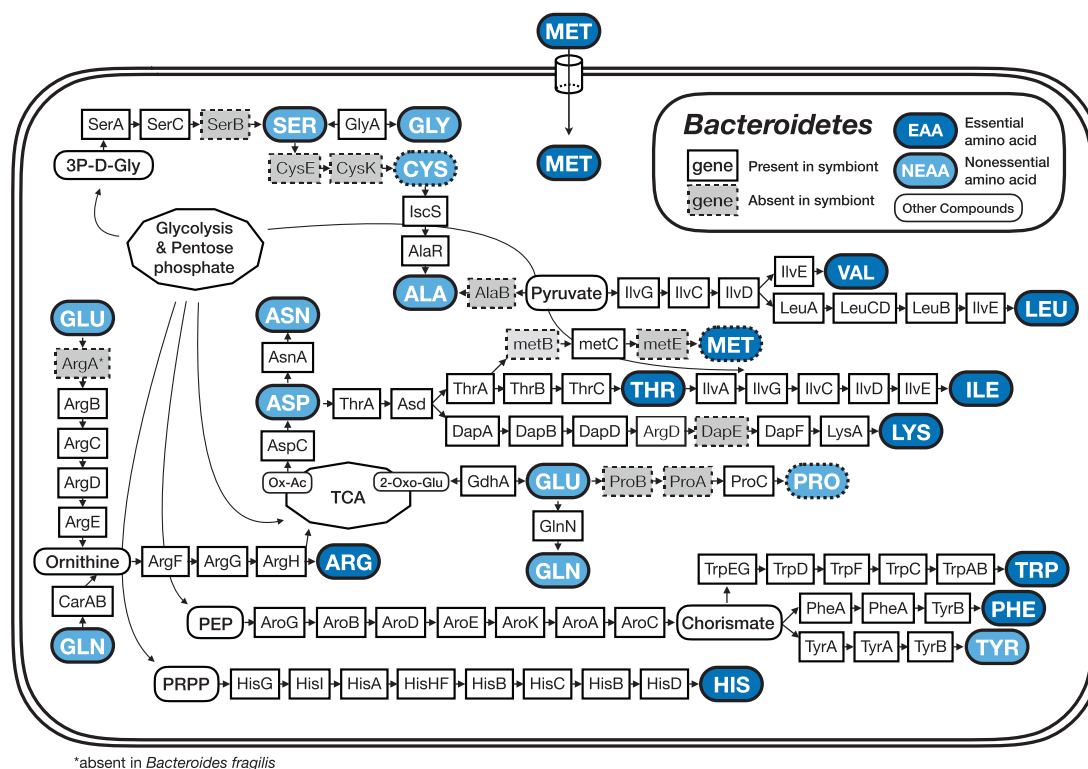 MET
MET
Bacteroidetes
gene Present in symbiont
gene Absent in symbiont
EAA Essential
amino acid
NEAA Nonessential
amino acid
Other Compounds
SerA SerC SerB SER GlyA GLY
3P-D-Gly
CysE CysK CYS
IscS
AlaR
Glycolysis
& Pentose
phosphate
ALA AlaB Pyruvate IlvG IlvC IlvD
IlvE VAL
LeuA LeuCD LeuB IlvE LEU
GLU
ArgA*
ArgB
ArgC
ArgD
ArgE
Ornithine ArgF ArgG ArgH ARG
CarAB
GLN
ASN
AsnA
ASP ThrA Asd
AspC
metB metC metE MET
ThrA ThrB ThrC THR IlvA IlvG IlvC IlvD IlvE ILE
DapA DapB DapD ArgD DapE DapF LysA LYS
Ox-Ac 2-Oxo-Glu GdhA GLU ProB ProA ProC PRO
TCA
GlnN
GLN
TrpEG TrpD TrpF TrpC TrpAB TRP
PEP AroG AroB AroD AroE AroK AroA AroC Chorismate
PheA PheA TyrB PHE
TyrA TyrA TyrB TYR
PRPP HisG HisI HisA HisHF HisB HisC HisB HisD HIS
*absent in Bacteroides fragilis